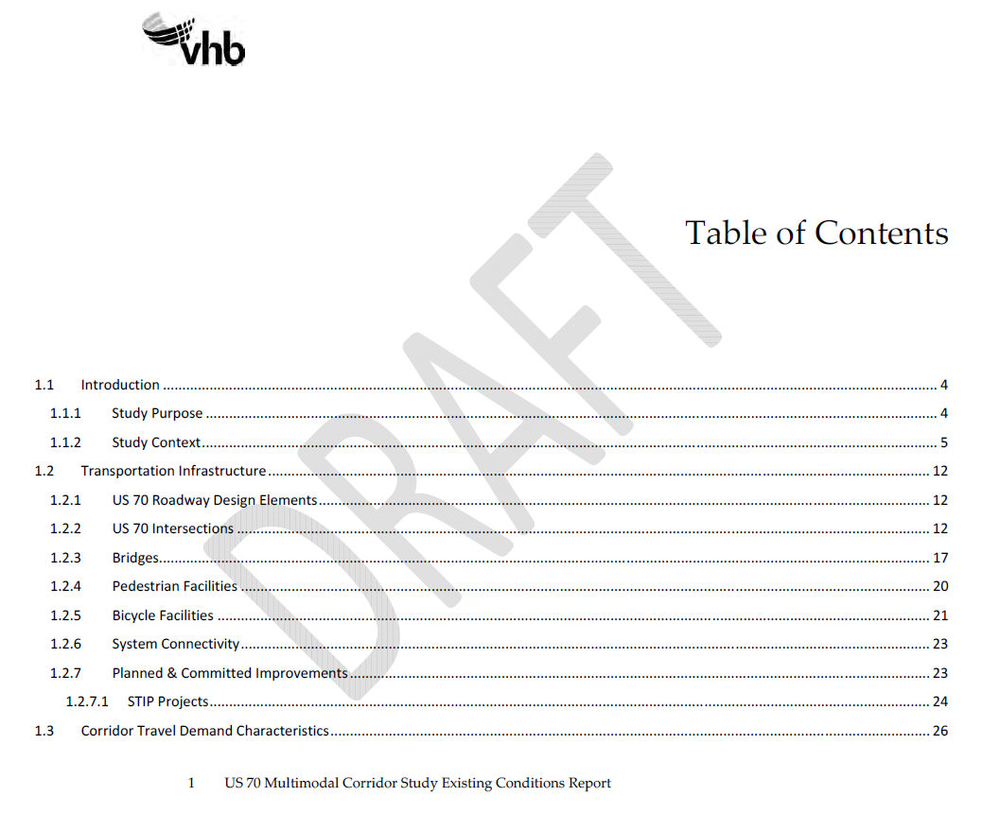 vhb
DRAFT
Table of Contents
1.1 Introduction 4
1.1.1 Study Purpose 4
1.1.2 Study Context 5
1.2 Transportation Infrastructure 12
1.2.1 US 70 Roadway Design Elements 12
1.2.2 US 70 Intersections 12
1.2.3 Bridges 17
1.2.4 Pedestrian Facilities 20
1.2.5 Bicycle Facilities 21
1.2.6 System Connectivity 23
1.2.7 Planned & Committed Improvements 23
1.2.7.1 STIP Projects 24
1.3 Corridor Travel Demand Characteristics 26
1 US 70 Multimodal Corridor Study Existing Conditions Report